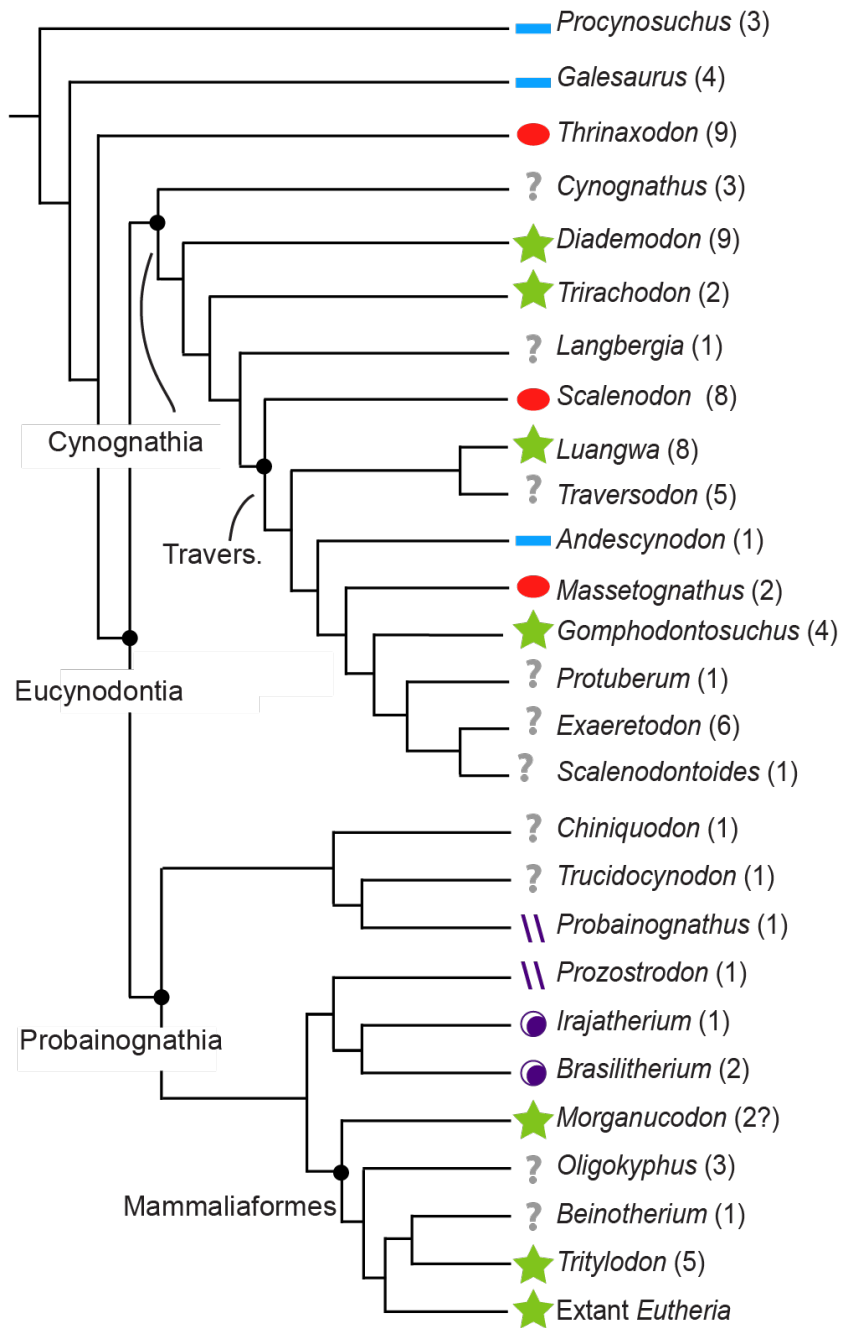 Procynosuchus (3)
Galesaurus (4)
Thrinaxodon (9)
? Cynognathus (3)
Diademodon (9)
Trirachodon (2)
? Langbergia (1)
Scalenodon (8)
Cynognathia
Luangwa (8)
? Traversodon (5)
Travers.
Andescynodon (1)
Massetognathus (2)
Gomphodontosuchus (4)
Eucynodontia
? Protuberum (1)
? Exaeretodon (6)
? Scalenodontoides (1)
? Chiniquodon (1)
? Trucidocynodon (1)
\\ Probainognathus (1)
\\ Prozostrodon (1)
Irajatherium (1)
Probainognathia
Brasilitherium (2)
Morganucodon (2?)
? Oligokyphus (3)
Mammaliaformes
? Beinotherium (1)
Tritylodon (5)
Extant Eutheria